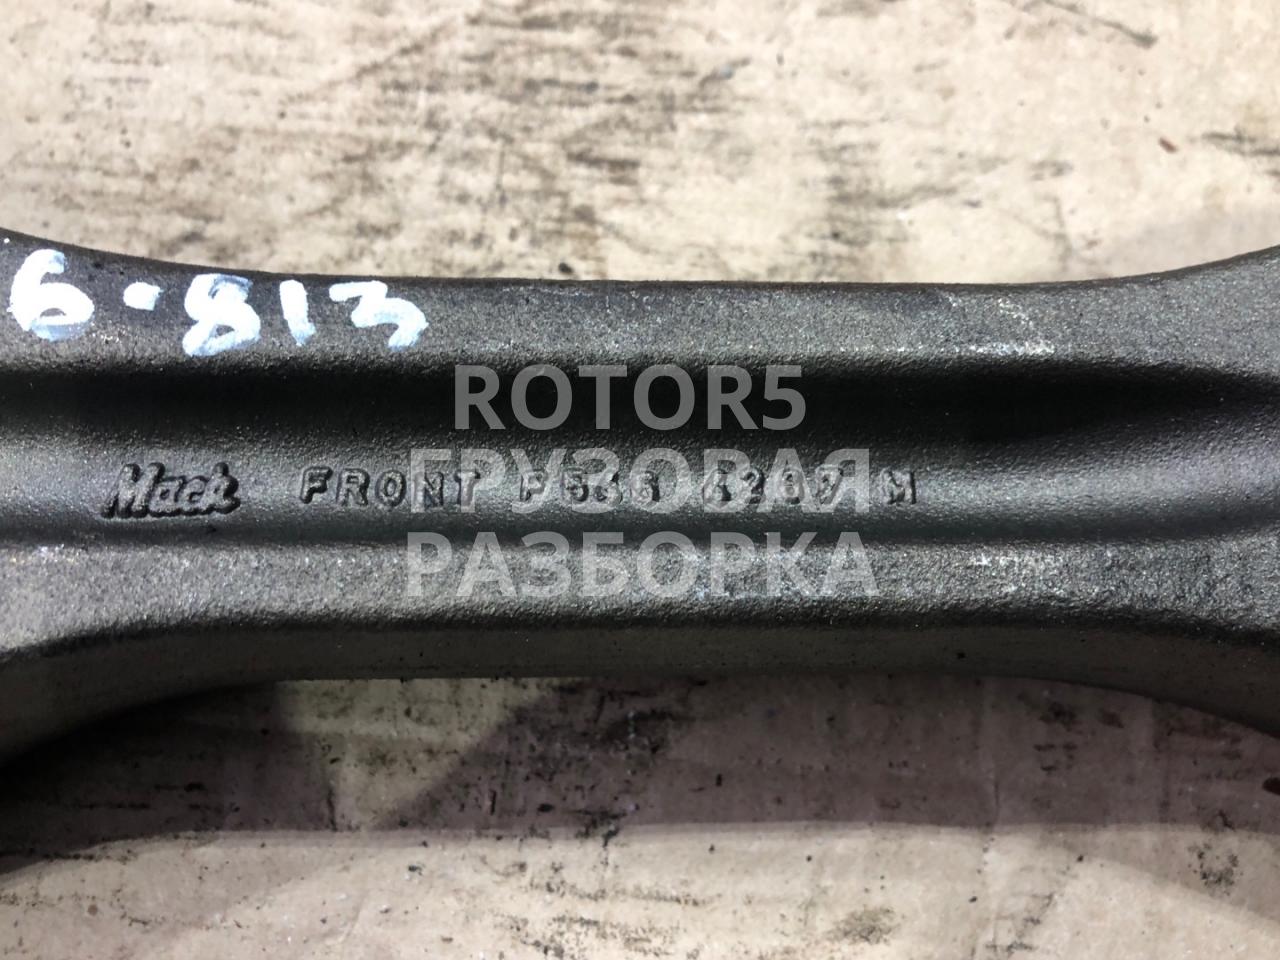 6.813
ROTOR5
Mack FRONT
ГРУЗОВАЯ
РАЗБОРКА